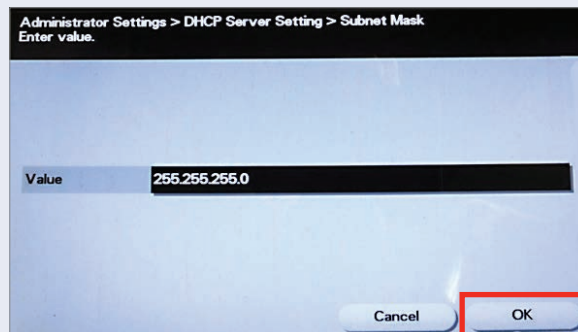 Administrator Settings > DHCP Server Setting > Subnet Mask
Enter value.
Value 255.255.255.0
Cancel OK